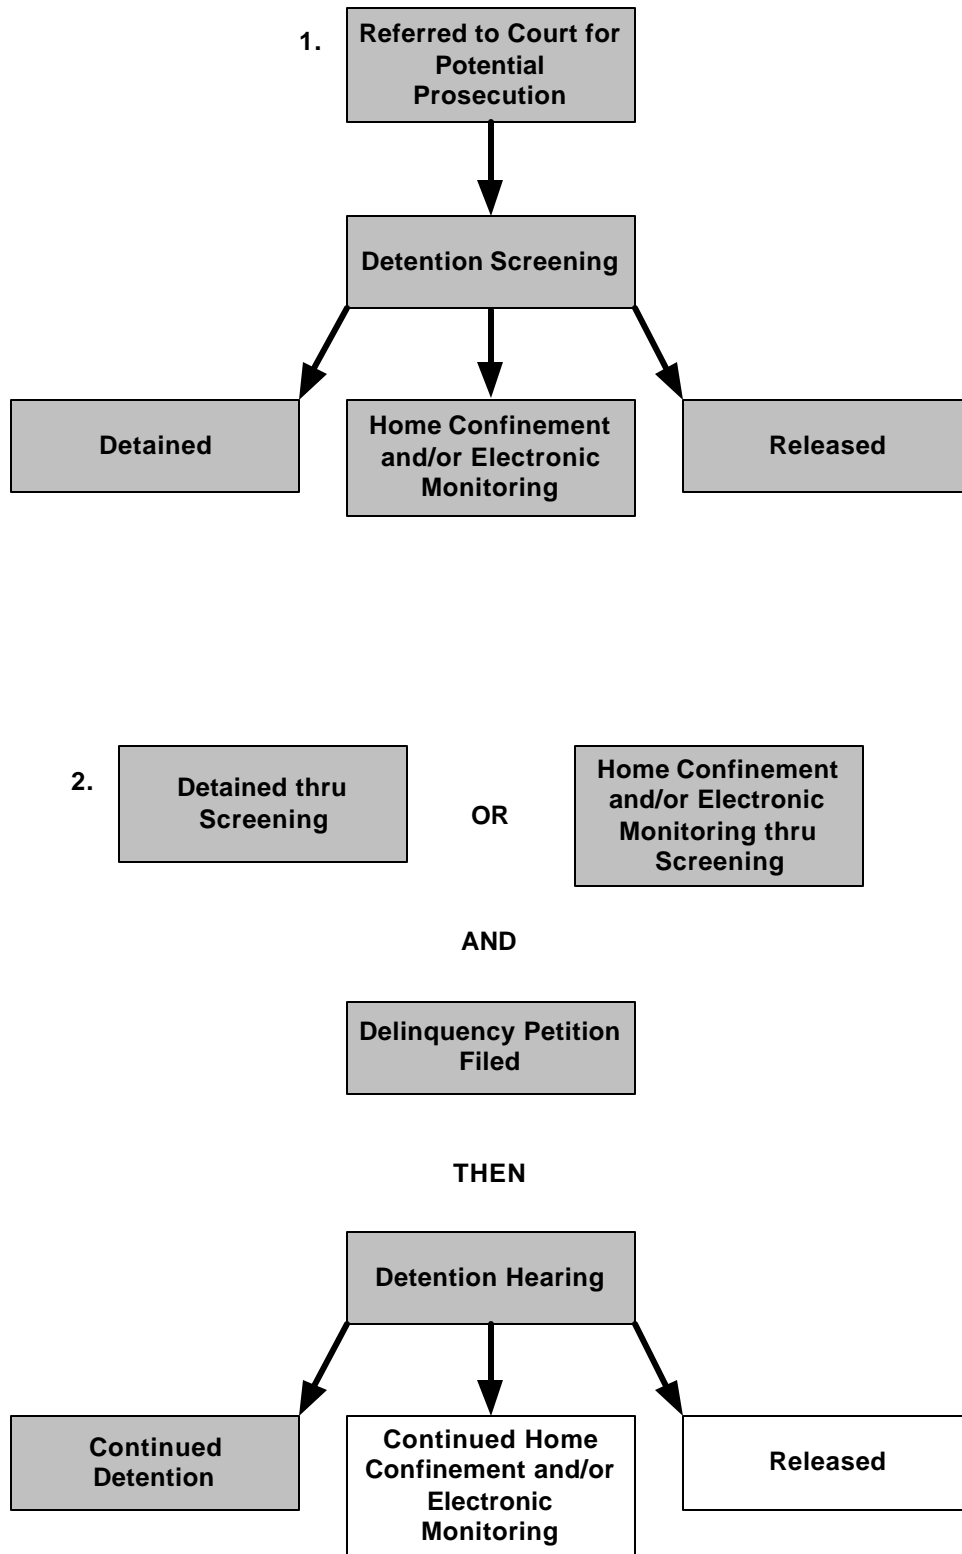 1.
Referred to Court for
Potential
Prosecution
Detention Screening
Detained
Home Confinement
and/or Electronic
Monitoring
Released
2.
Detained thru
Screening
OR
Home Confinement
and/or Electronic
Monitoring thru
Screening
AND
Delinquency Petition
Filed
THEN
Detention Hearing
Continued
Detention
Continued Home
Confinement and/or
Electronic
Monitoring
Released